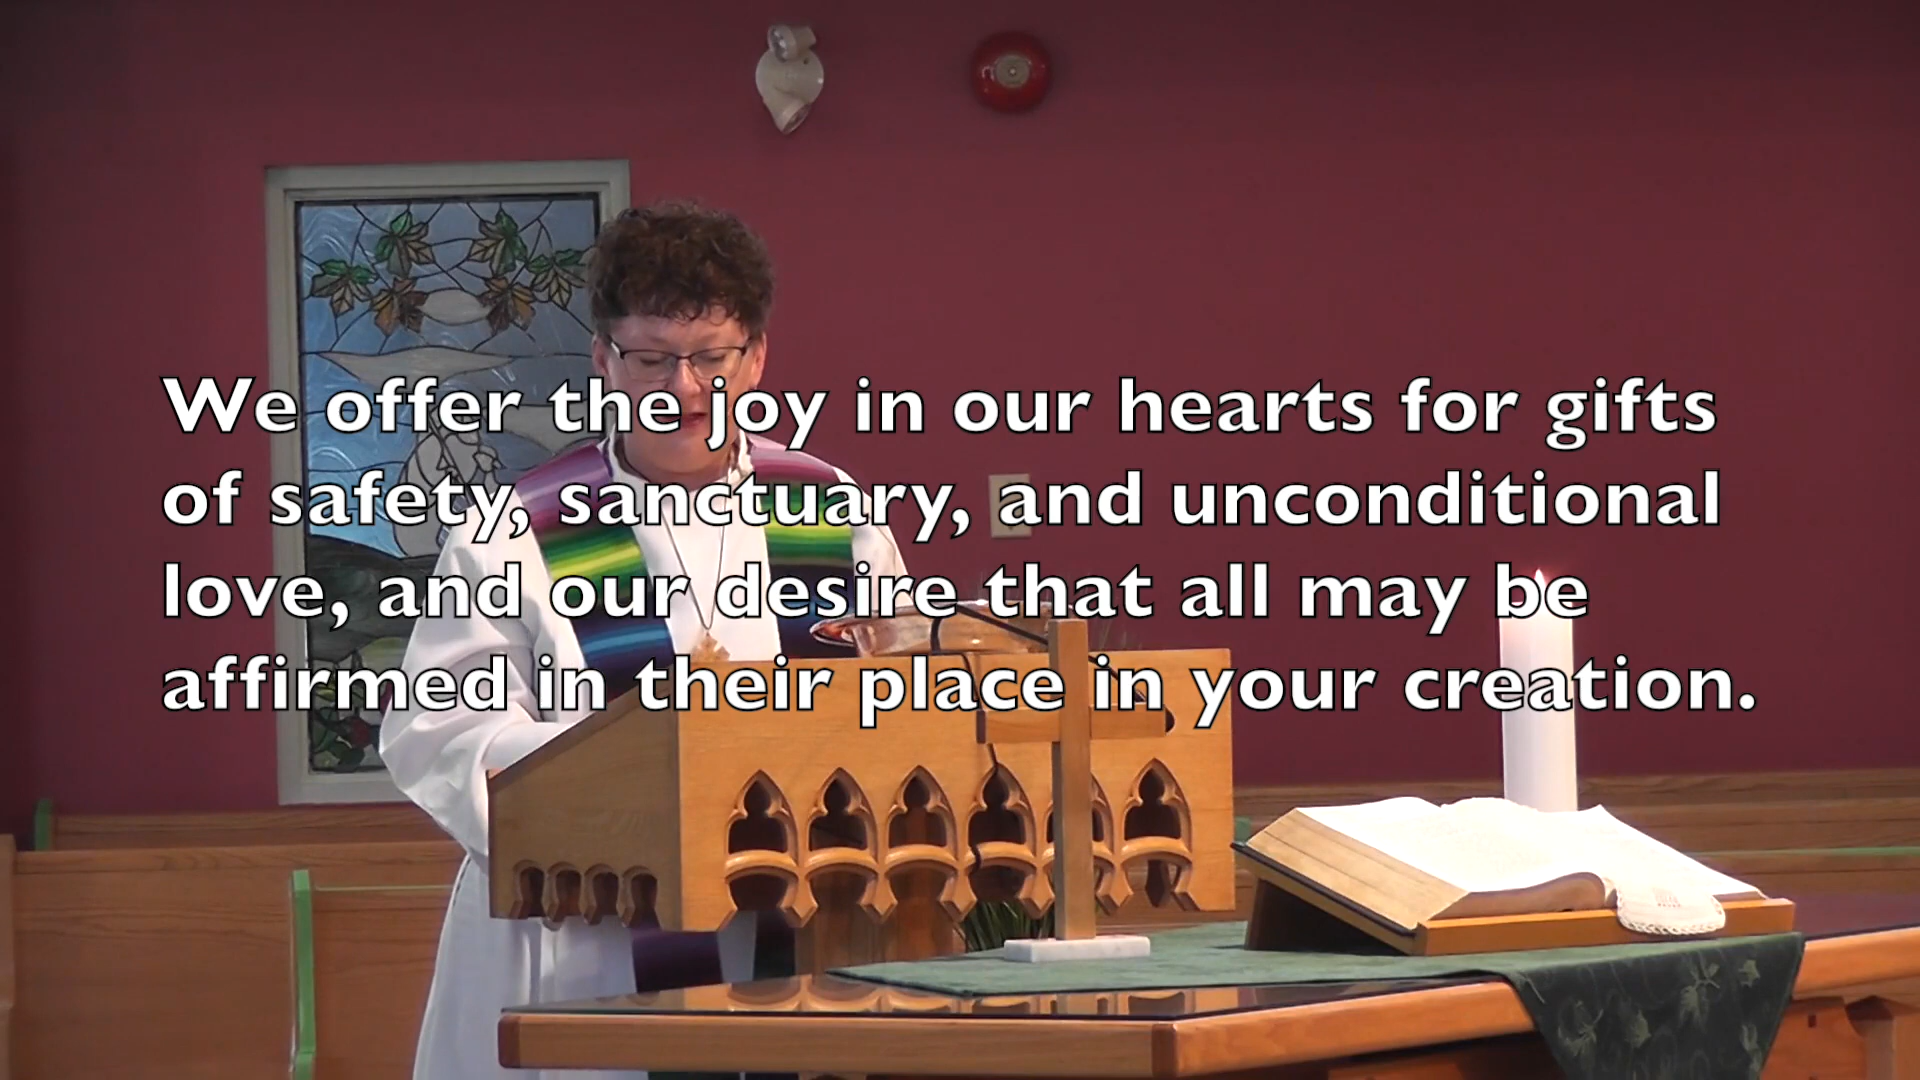 We offer the joy in our hearts for gifts
of safety, sanctuary, and unconditional
love, and our desire that all may be
affirmed in their place in your creation.